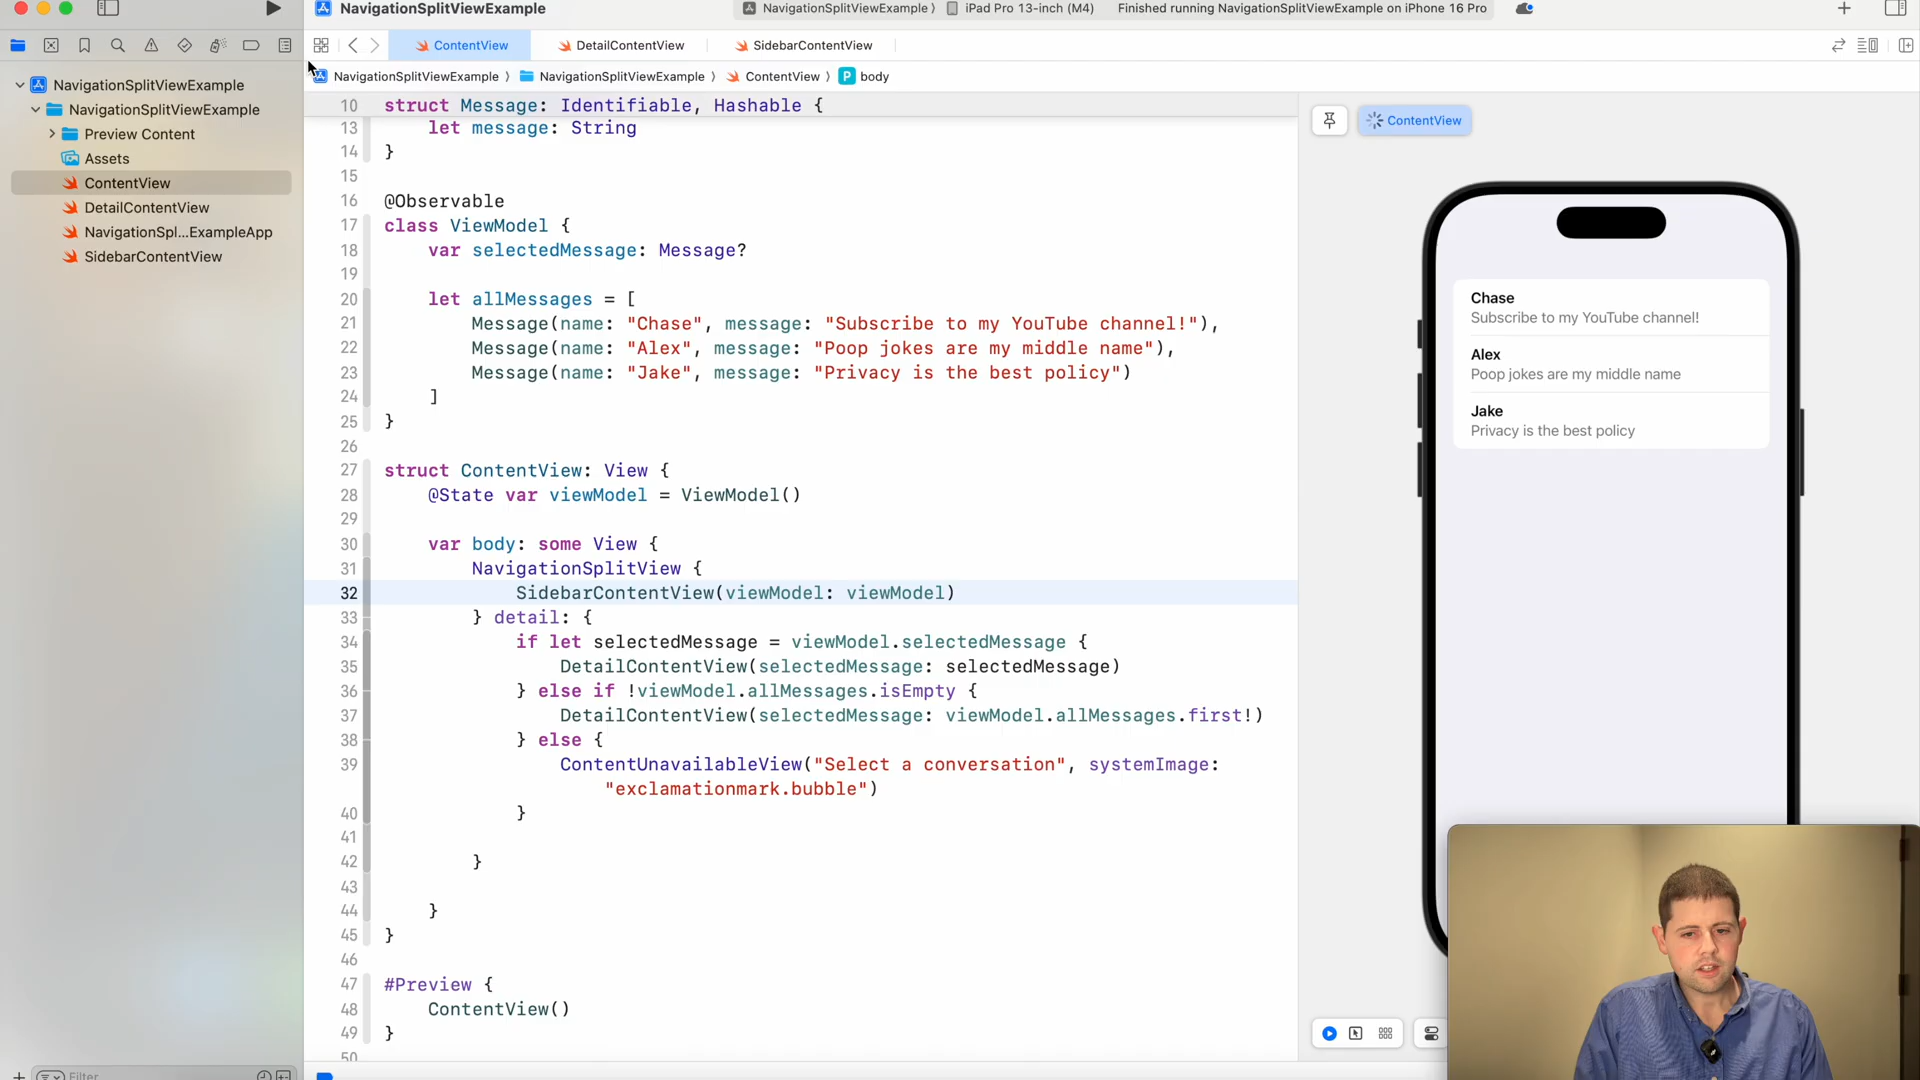 NavigationSplitViewExample
NavigationSplitViewExample 〉 iPad Pro 13-inch (M4)
Finished running NavigationSplitViewExample on iPhone 16 Pro
ContentView
DetailContentView
SidebarContentView
NavigationSplitViewExample 〉 NavigationSplitViewExample 〉 ContentView 〉 P body
NavigationSplitViewExample
NavigationSplitViewExample
Preview Content
Assets
ContentView
DetailContentView
NavigationSpl...ExampleApp
SidebarContentView
Filter
10 struct Message: Identifiable, Hashable {
13 let message: String
14 }
15
16 @Observable
17 class ViewModel {
18 var selectedMessage: Message?
19
20 let allMessages = [
21 Message(name: "Chase", message: "Subscribe to my YouTube channel!"),
22 Message(name: "Alex", message: "Poop jokes are my middle name"),
23 Message(name: "Jake", message: "Privacy is the best policy")
24 ]
25 }
26
27 struct ContentView: View {
28 @State var viewModel = ViewModel()
29
30 var body: some View {
31 NavigationSplitView {
32 SidebarContentView(viewModel: viewModel)
33 } detail: {
34 if let selectedMessage = viewModel.selectedMessage {
35 DetailContentView(selectedMessage: selectedMessage)
36 } else if !viewModel.allMessages.isEmpty {
37 DetailContentView(selectedMessage: viewModel.allMessages.first!)
38 } else {
39 ContentUnavailableView("Select a conversation", systemImage:
"exclamationmark.bubble")
40 }
41
42 }
43
44 }
45 }
46
47 #Preview {
48 ContentView()
49 }
50
ContentView
Chase
Subscribe to my YouTube channel!
Alex
Poop jokes are my middle name
Jake
Privacy is the best policy